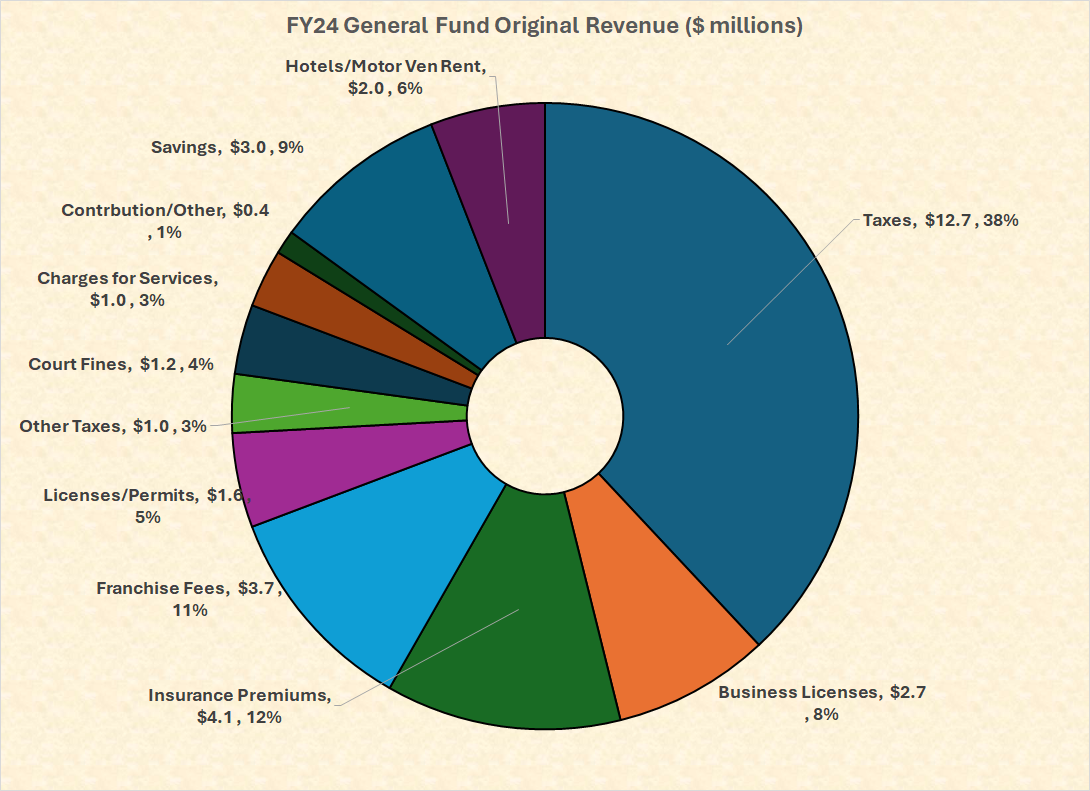 FY24 General Fund Original Revenue ($ millions)
Hotels/Motor Ven Rent,
$2.0 , 6%
Savings, $3.0 , 9%
Contrbution/Other, $0.4
, 1%
Taxes, $12.7 , 38%
Charges for Services,
$1.0 , 3%
Court Fines, $1.2 , 4%
Other Taxes, $1.0 , 3%
Licenses/Permits, $1.6 ,
5%
Franchise Fees, $3.7 ,
11%
Insurance Premiums,
$4.1 , 12%
Business Licenses, $2.7
, 8%